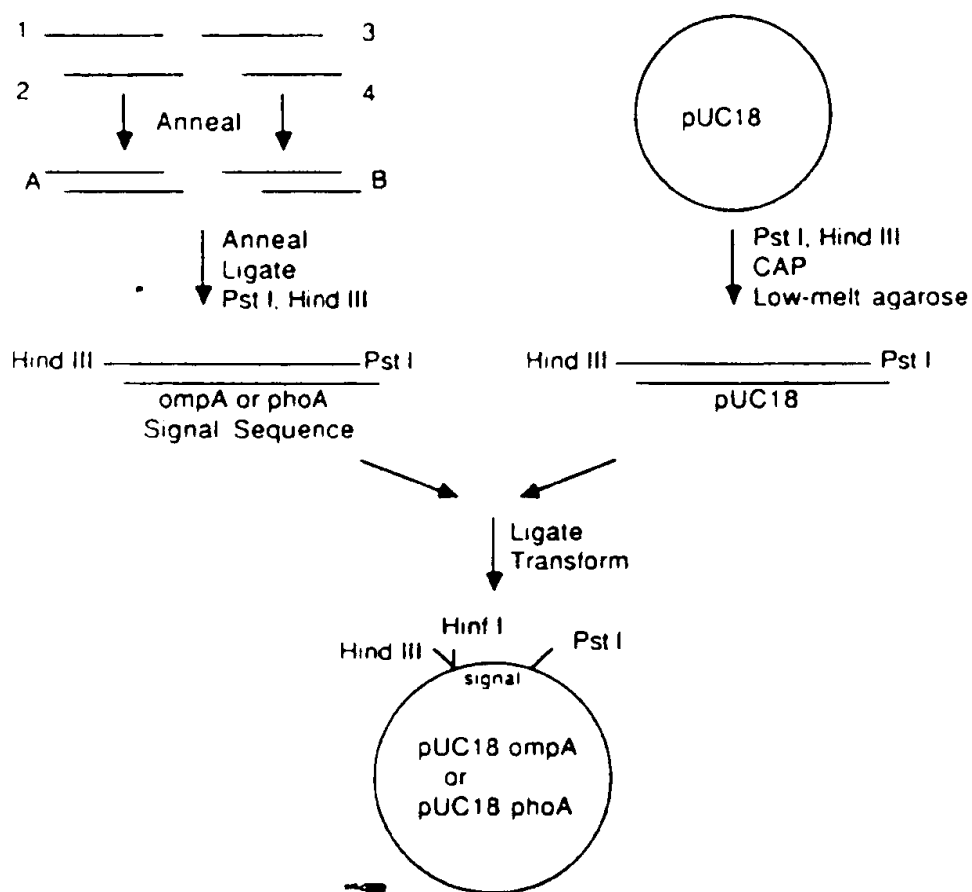 1
3
2
4
Anneal
A
B
Anneal
Ligate
Pst I, Hind III
Hind III
Pst I
ompA or phoA
Signal Sequence
pUC18
Pst I, Hind III
CAP
Low-melt agarose
Hind III
Pst I
pUC18
Ligate
Transform
Hinf I
Hind III
Pst I
signal
pUC18 ompA
or
pUC18 phoA